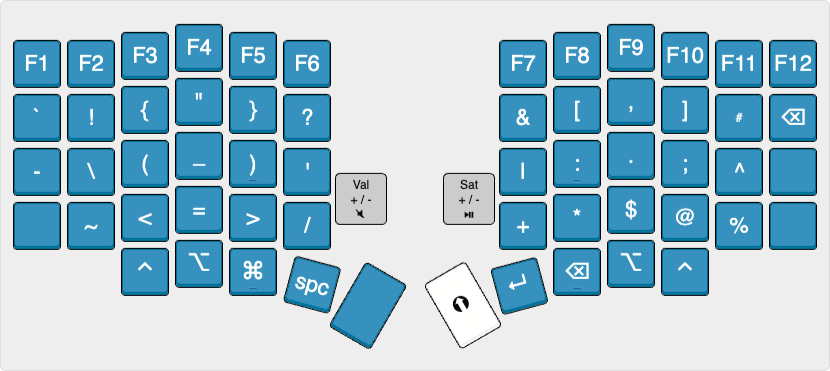 F1 F2 F3 F4 F5 F6 F7 F8 F9 F10 F11 F12
` ! { " } ? & [ , ] # ⌫
- \ ( _ ) ' | : . ; ^
Val
+ / -
Sat
+ / -
~ < = > / + * $ @ %
^ ⌥ ⌘ spc ↵ ⌫ ⌥ ^